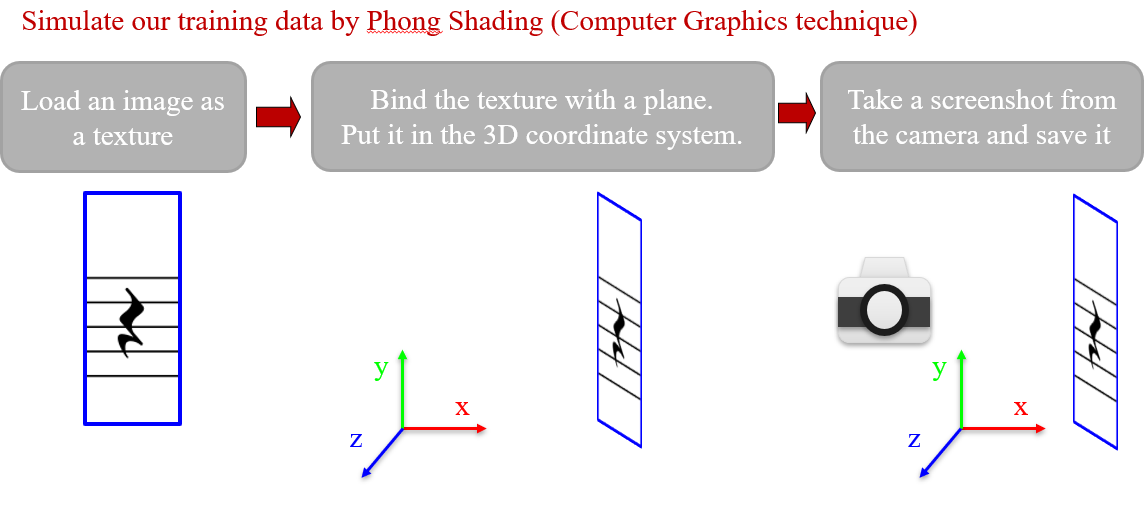 Simulate our training data by Phong Shading (Computer Graphics technique)
Load an image as
a texture
Bind the texture with a plane.
Put it in the 3D coordinate system.
Take a screenshot from
the camera and save it
y
x
z
y
x
z